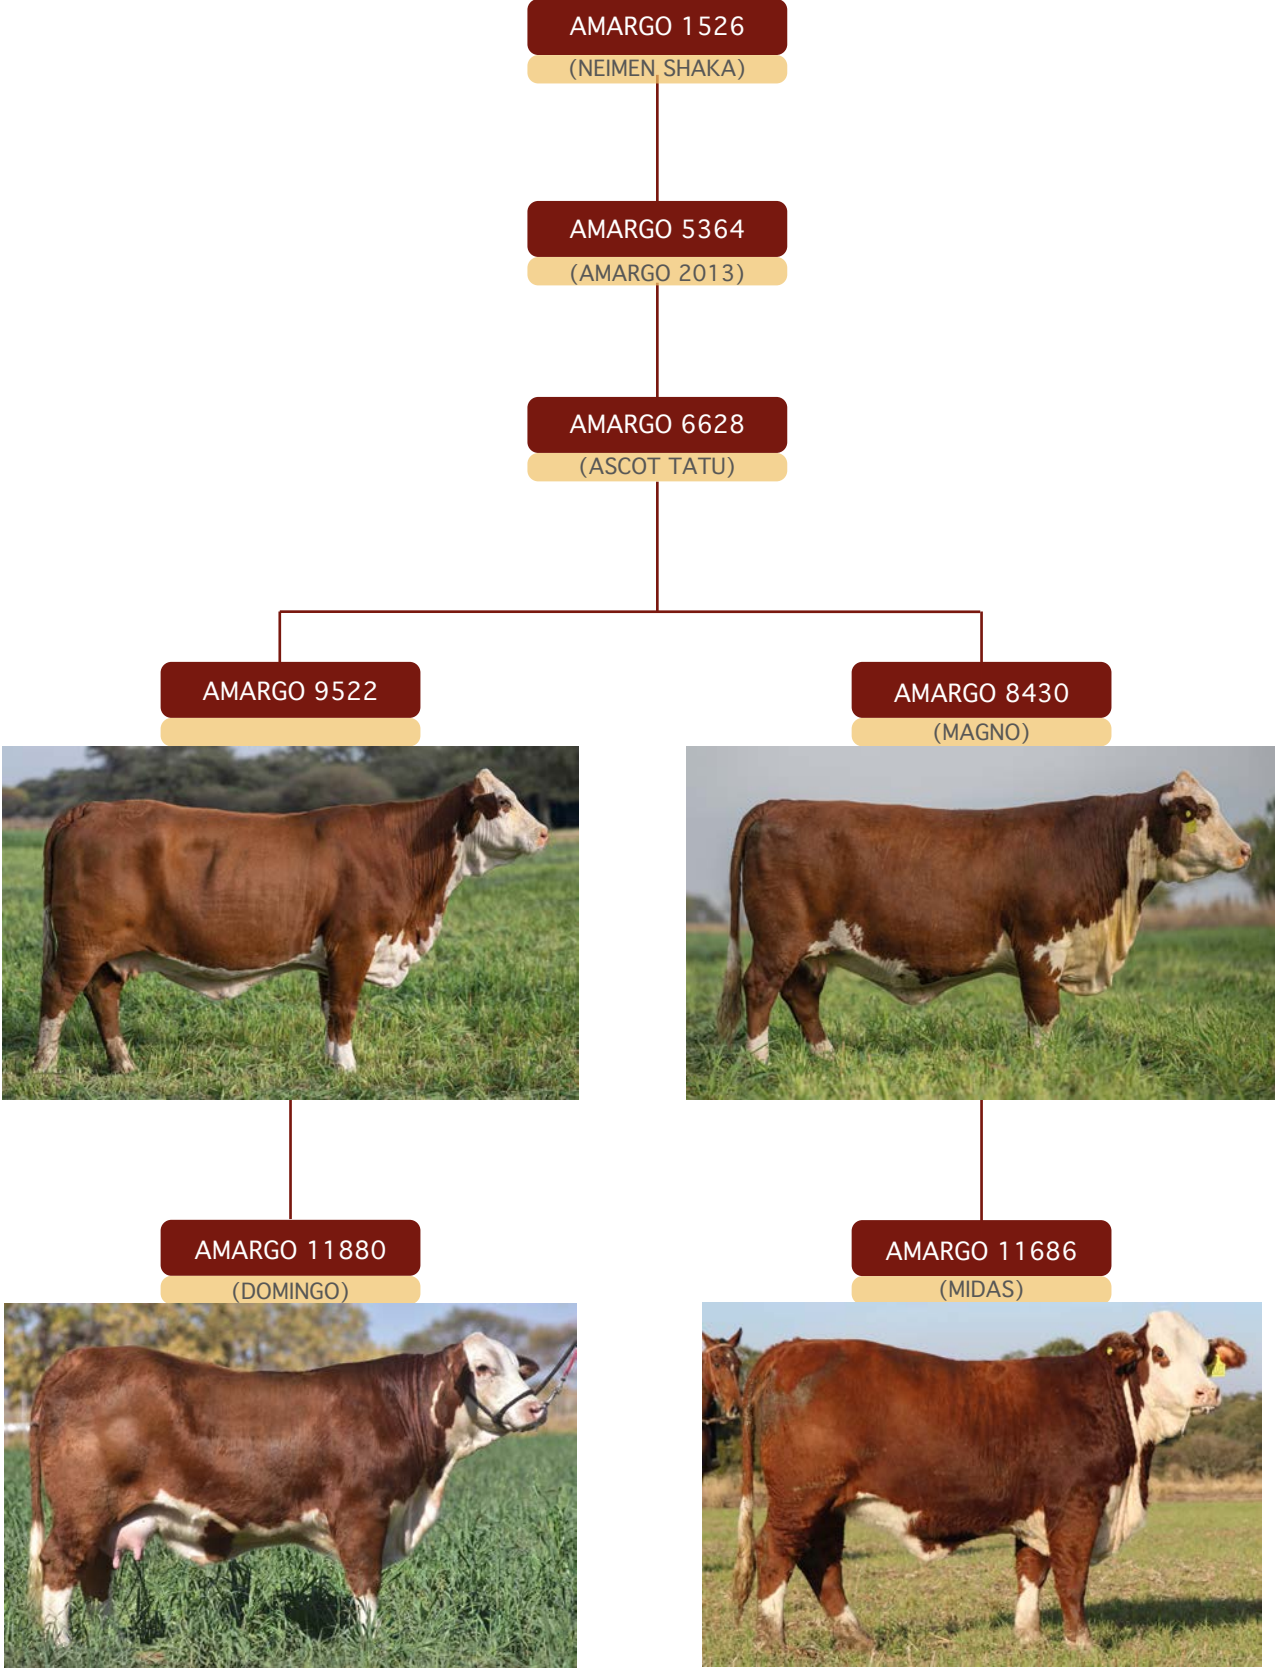 AMARGO 1526
(NEIMEN SHAKA)
AMARGO 5364
(AMARGO 2013)
AMARGO 6628
(ASCOT TATU)
AMARGO 9522
AMARGO 8430
(MAGNO)
AMARGO 11880
(DOMINGO)
AMARGO 11686
(MIDAS)